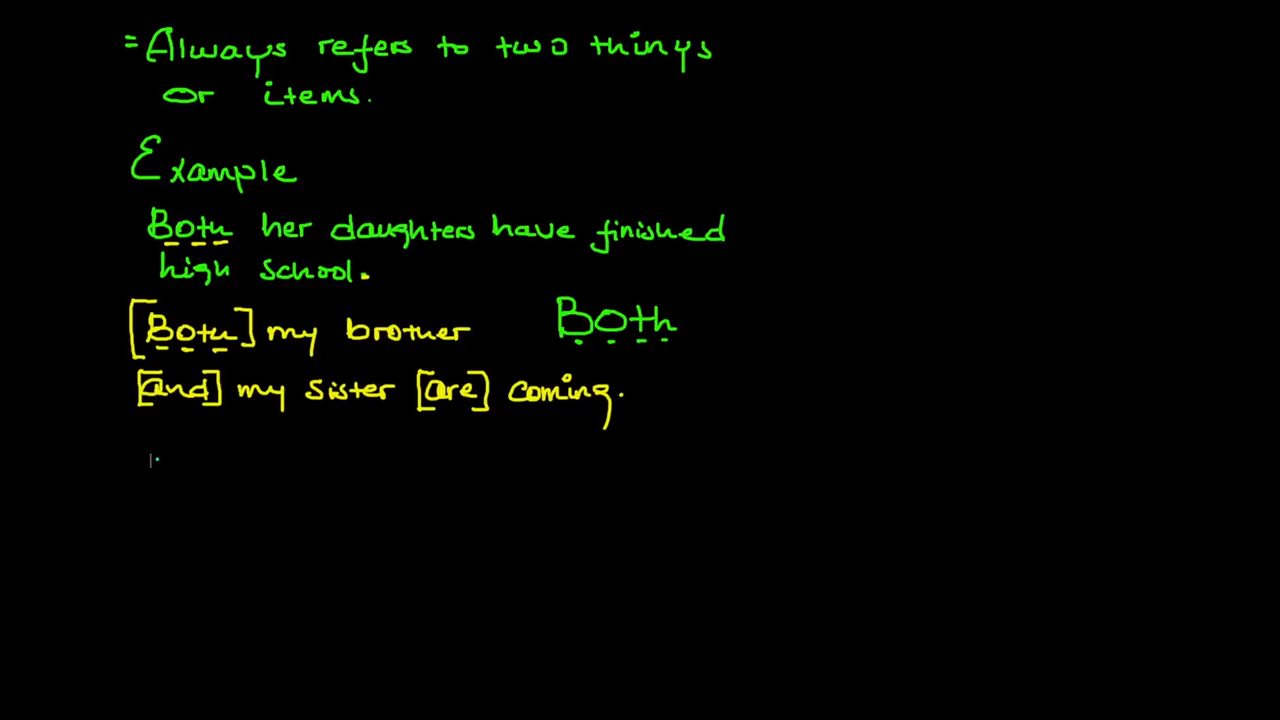 = Always refers to two things
or items.
Example
Both her daughters have finished
high school.
[Both] my brother
Both
[and] my sister [are] coming.